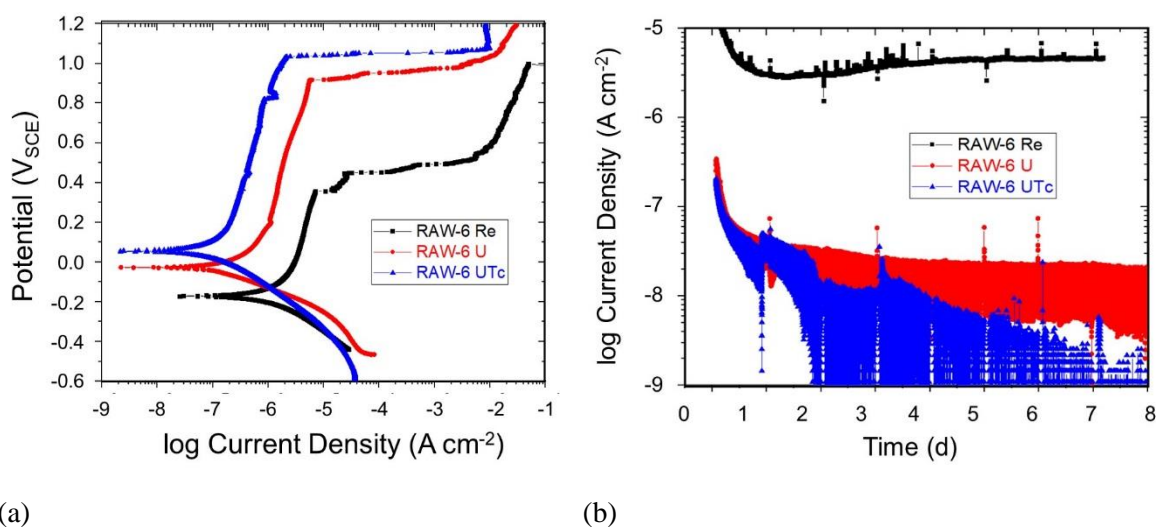 1.2
1.0
0.8
0.6
0.4
0.2
0.0
-0.2
-0.4
-0.6
Potential (V_SCE)
RAW-6 Re
RAW-6 U
RAW-6 UTc
-9 -8 -7 -6 -5 -4 -3 -2 -1
log Current Density (A cm⁻²)
(a)
-5
-6
-7
-8
-9
log Current Density (A cm⁻²)
RAW-6 Re
RAW-6 U
RAW-6 UTc
0 1 2 3 4 5 6 7 8
Time (d)
(b)